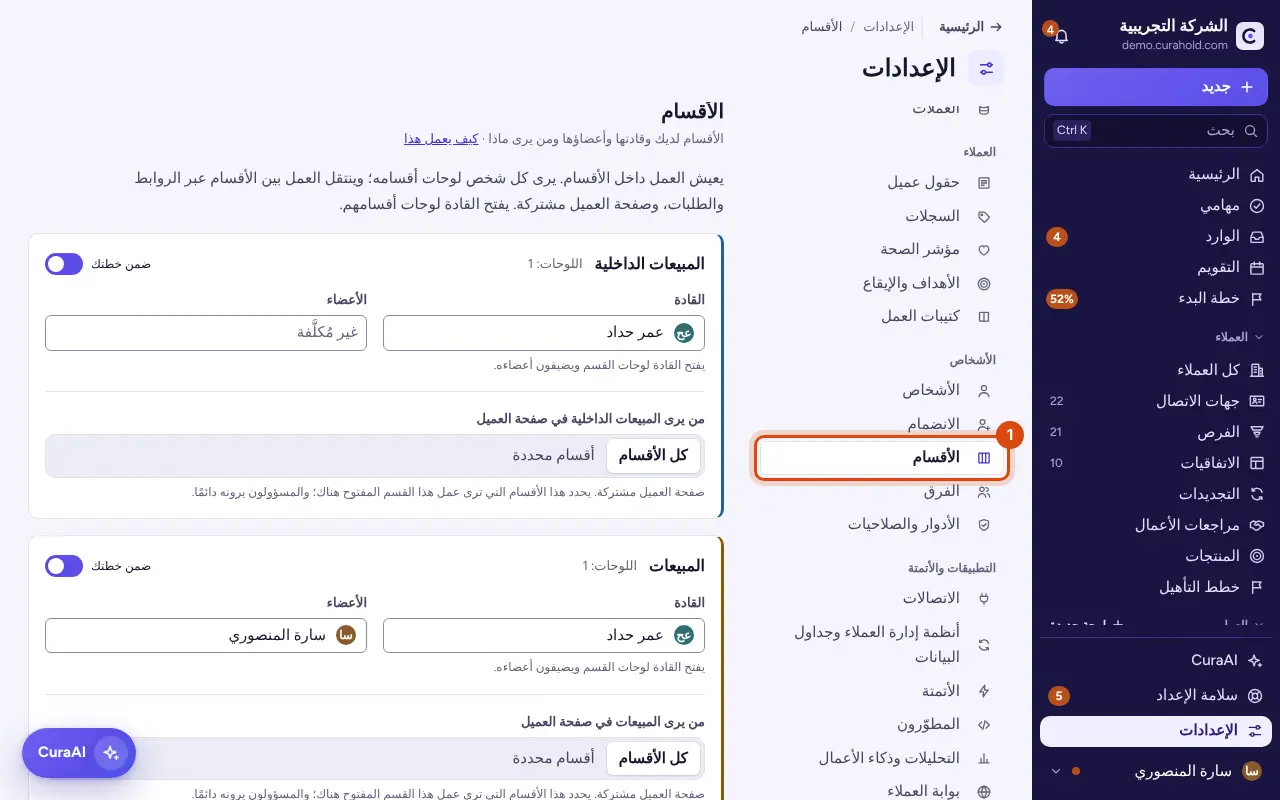 الشركة التجريبية
demo.curahold.com
4
جديد
بحث
Ctrl K
الرئيسية
مهامي
الوارد
4
التقويم
خطة البدء
52%
العملاء
كل العملاء
جهات الاتصال
22
الفرص
21
الاتفاقيات
10
التجديدات
مراجعات الأعمال
المنتجات
خطط التأهيل
CuraAI
سلامة الإعداد
5
الإعدادات
سارة المنصوري
سا
الرئيسية
الإعدادات / الأقسام
الإعدادات
العملات
العملاء
حقول عميل
السجلات
مؤشر الصحة
الأهداف والإيقاع
كتيبات العمل
الأشخاص
الأشخاص
الانضمام
1
الأقسام
الفرق
الأدوار والصلاحيات
التطبيقات والأتمتة
الاتصالات
أنظمة إدارة العملاء وجداول
البيانات
الأتمتة
المطوّرون
التحليلات وذكاء الأعمال
بوابة العملاء
الأقسام
الأقسام لديك وقادتها وأعضاؤها ومن يرى ماذا · كيف يعمل هذا
يعيش العمل داخل الأقسام. يرى كل شخص لوحات أقسامه؛ وينتقل العمل بين الأقسام عبر الروابط
والطلبات، وصفحة العميل مشتركة. يفتح القادة لوحات أقسامهم.
المبيعات الداخلية
اللوحات: 1
ضمن خطتك
القادة
الأعضاء
عح
عمر حداد
غير مُكلَّفة
يفتح القادة لوحات القسم ويضيفون أعضاءه.
من يرى المبيعات الداخلية في صفحة العميل
كل الأقسام
أقسام محددة
صفحة العميل مشتركة. يحدد هذا الأقسام التي ترى عمل هذا القسم المفتوح هناك؛ والمسؤولون يرونه دائمًا.
المبيعات
اللوحات: 1
ضمن خطتك
القادة
الأعضاء
عح
عمر حداد
سا
سارة المنصوري
يفتح القادة لوحات القسم ويضيفون أعضاءه.
من يرى المبيعات في صفحة العميل
كل الأقسام
أقسام محددة
صفحة العميل مشتركة. يحدد هذا الأقسام التي ترى عمل هذا القسم المفتوح هناك؛ والمسؤولون يرونه دائمًا.
CuraAI